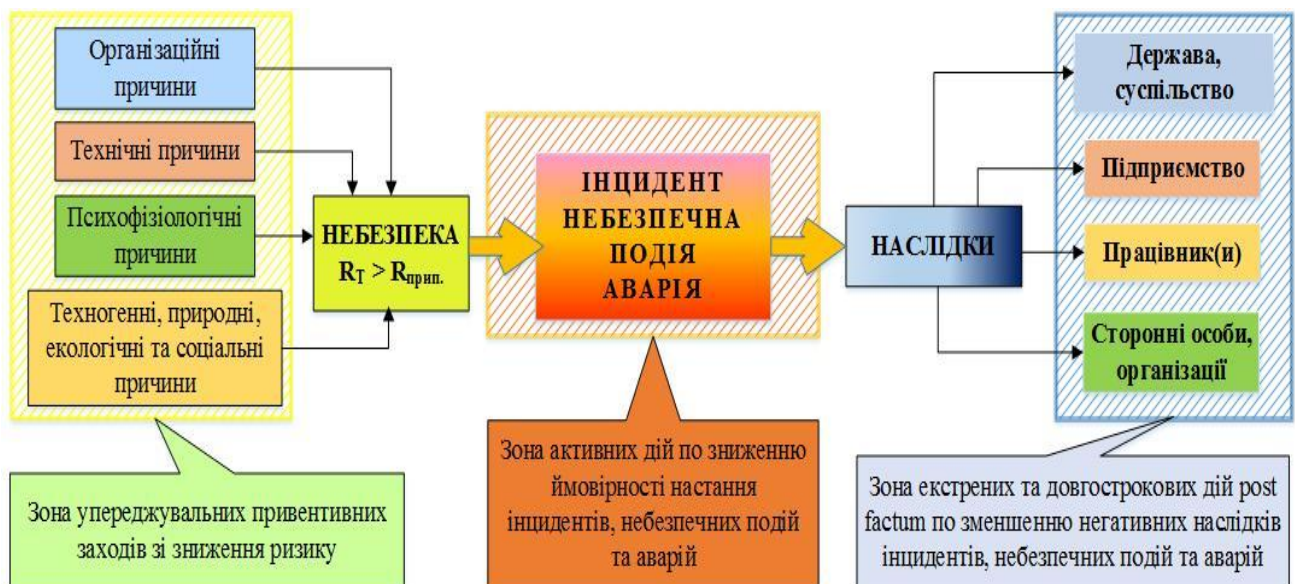 Організаційні
причини
Технічні причини
Психофізіологічні
причини
Техногенні, природні,
екологічні та соціальні
причини
НЕБЕЗПЕКА
R_T > R_прип.
ІНЦИДЕНТ
НЕБЕЗПЕЧНА
ПОДІЯ
АВАРІЯ
НАСЛІДКИ
Держава,
суспільство
Підприємство
Працівник(и)
Сторонні особи,
організації
Зона упереджувальних привентивних
заходів зі зниження ризику
Зона активних дій по зниженню
ймовірності настання
інцидентів, небезпечних подій
та аварій
Зона екстрених та довгострокових дій post
factum по зменшенню негативних наслідків
інцидентів, небезпечних подій та аварій